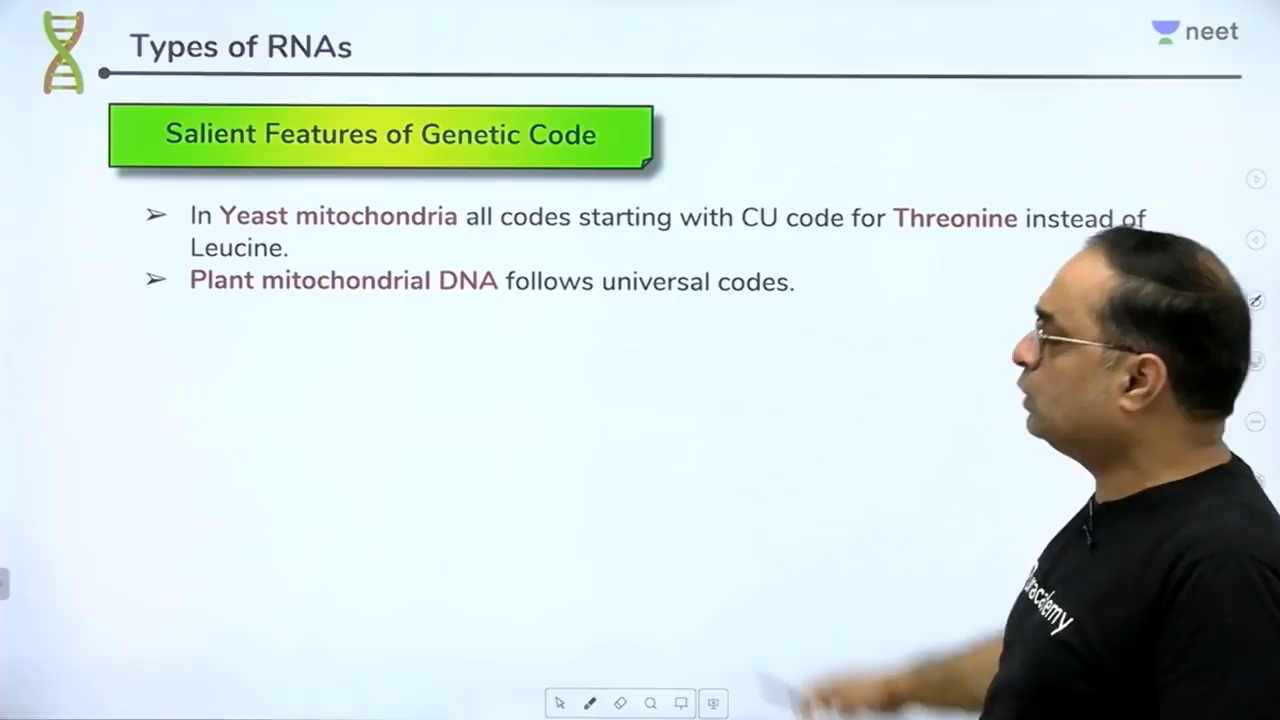 Types of RNAs
neet
Salient Features of Genetic Code
➢ In Yeast mitochondria all codes starting with CU code for Threonine instead of
Leucine.
➢ Plant mitochondrial DNA follows universal codes.